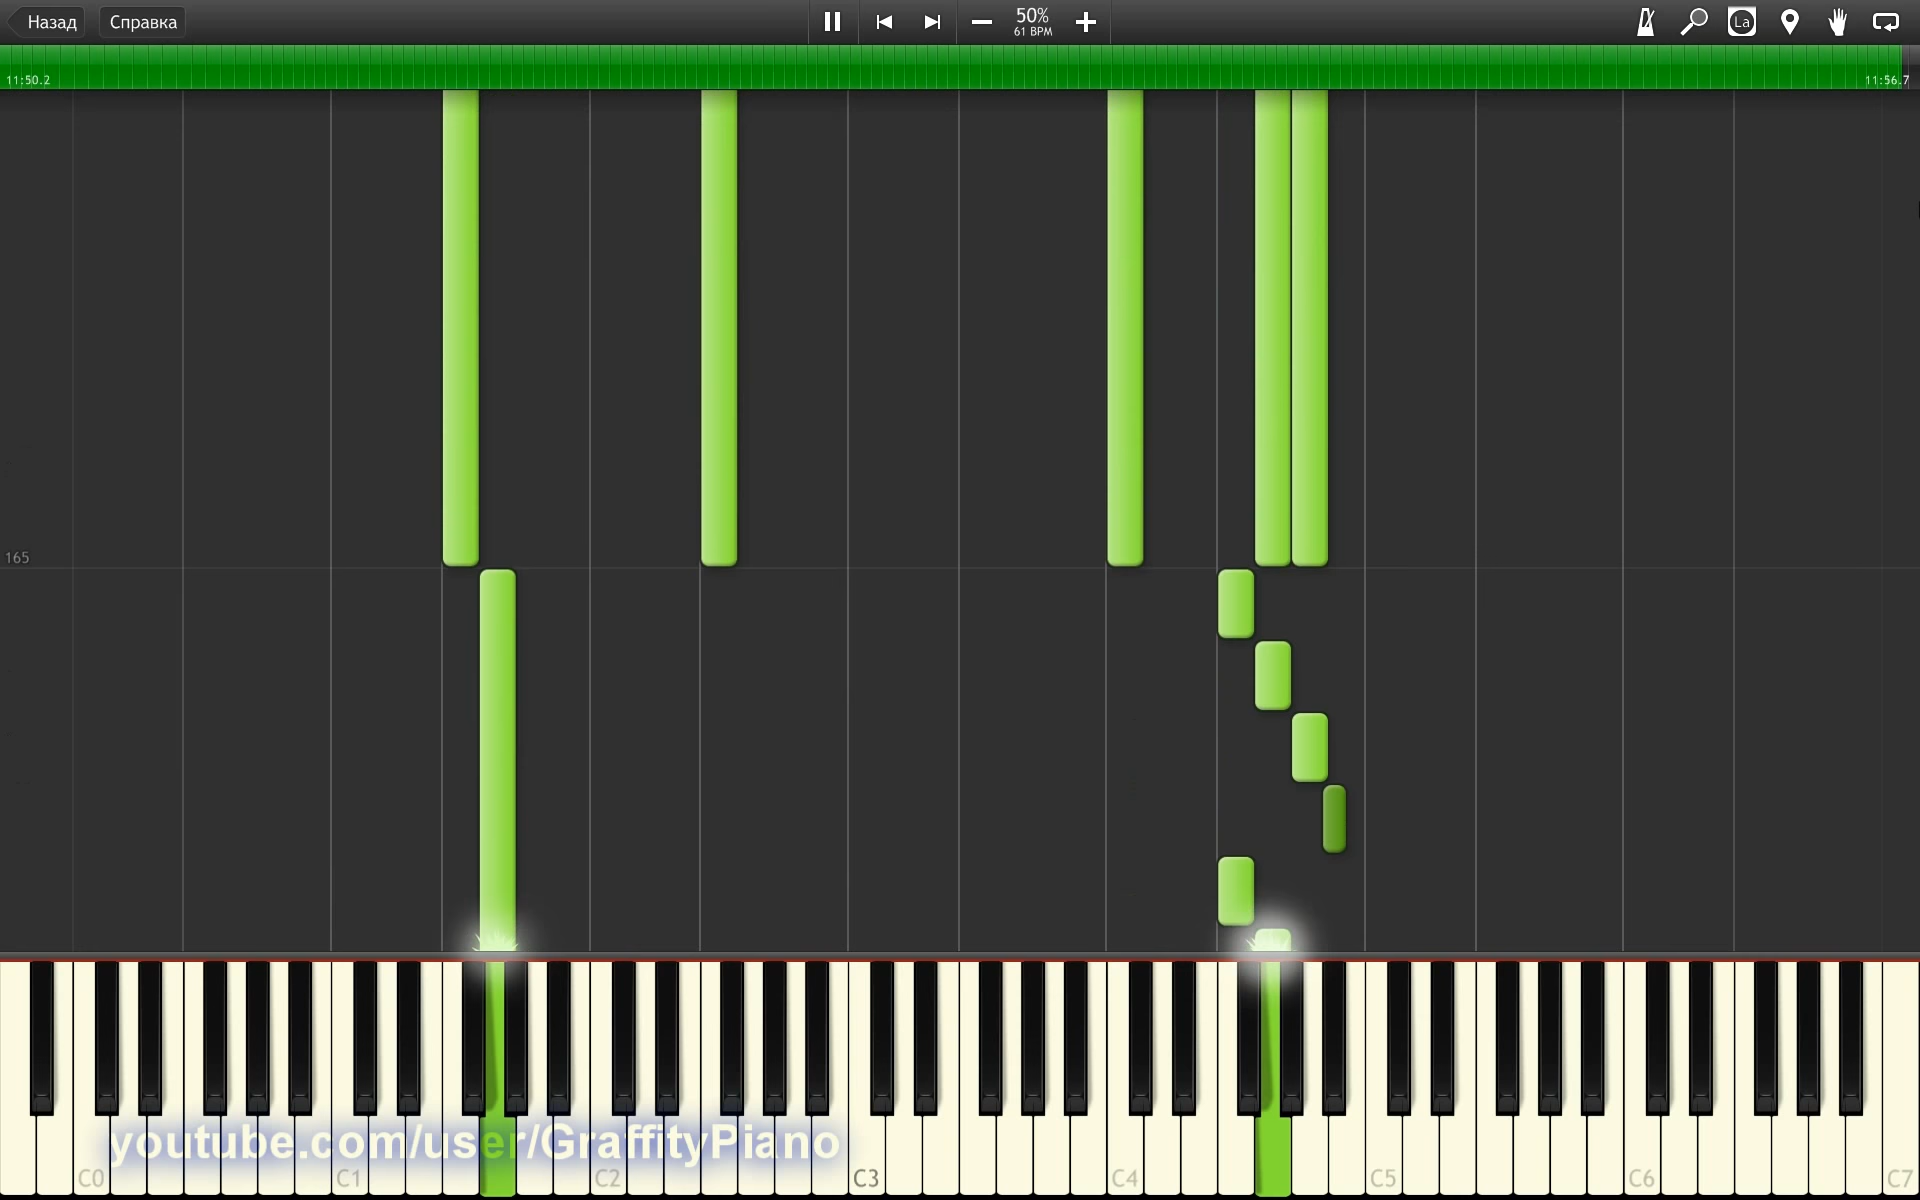 Назад Справка 50% La
61 BPM
11:50.2 11:56.7
165
youtube.com/user/GraffityPiano
C0 C1 C2 C3 C4 C5 C6 C7